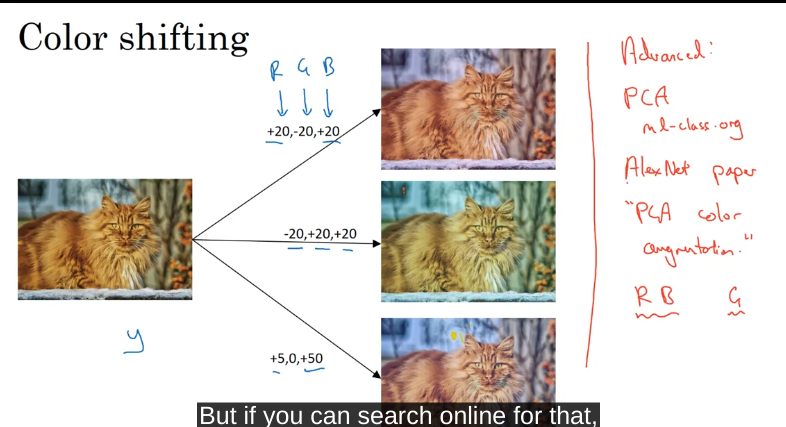 Color shifting
R G B
+20,-20,+20
-20,+20,+20
y
+5,0,+50
Advanced:
PCA
ml-class.org
AlexNet paper
"PCA color
augmentation."
R B G
But if you can search online for that,